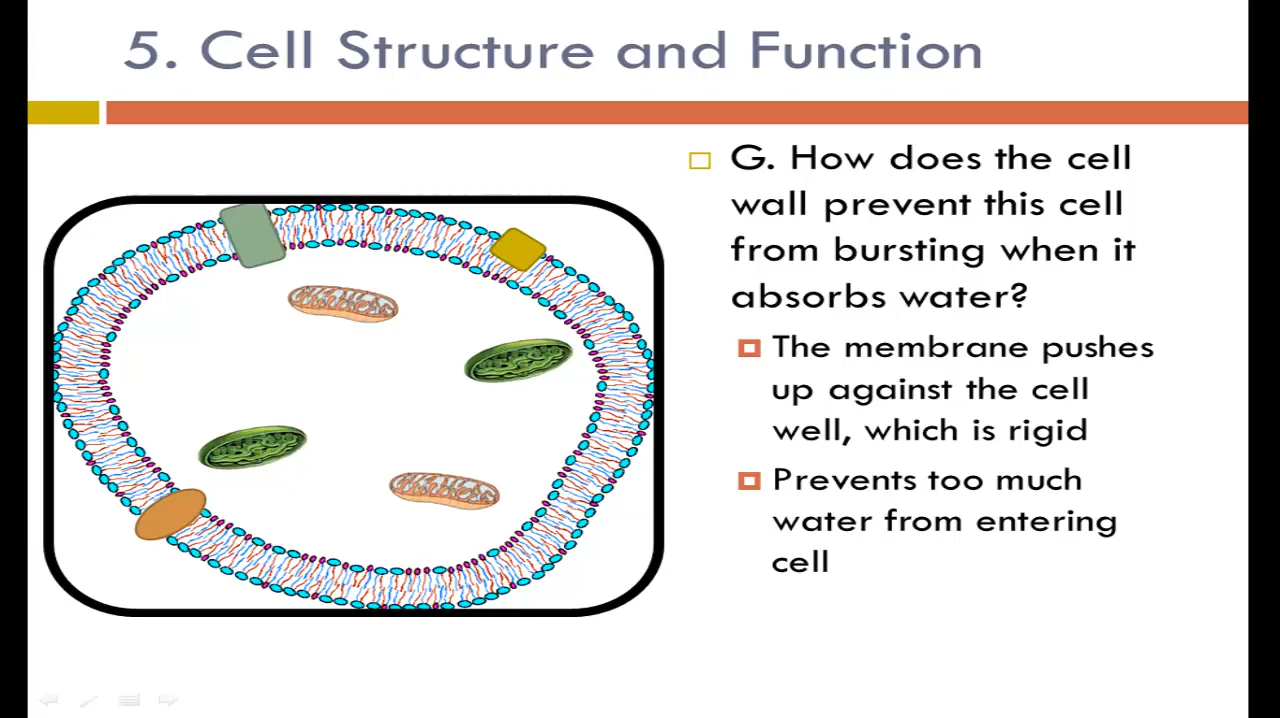 5. Cell Structure and Function
G. How does the cell
wall prevent this cell
from bursting when it
absorbs water?
The membrane pushes
up against the cell
well, which is rigid
Prevents too much
water from entering
cell